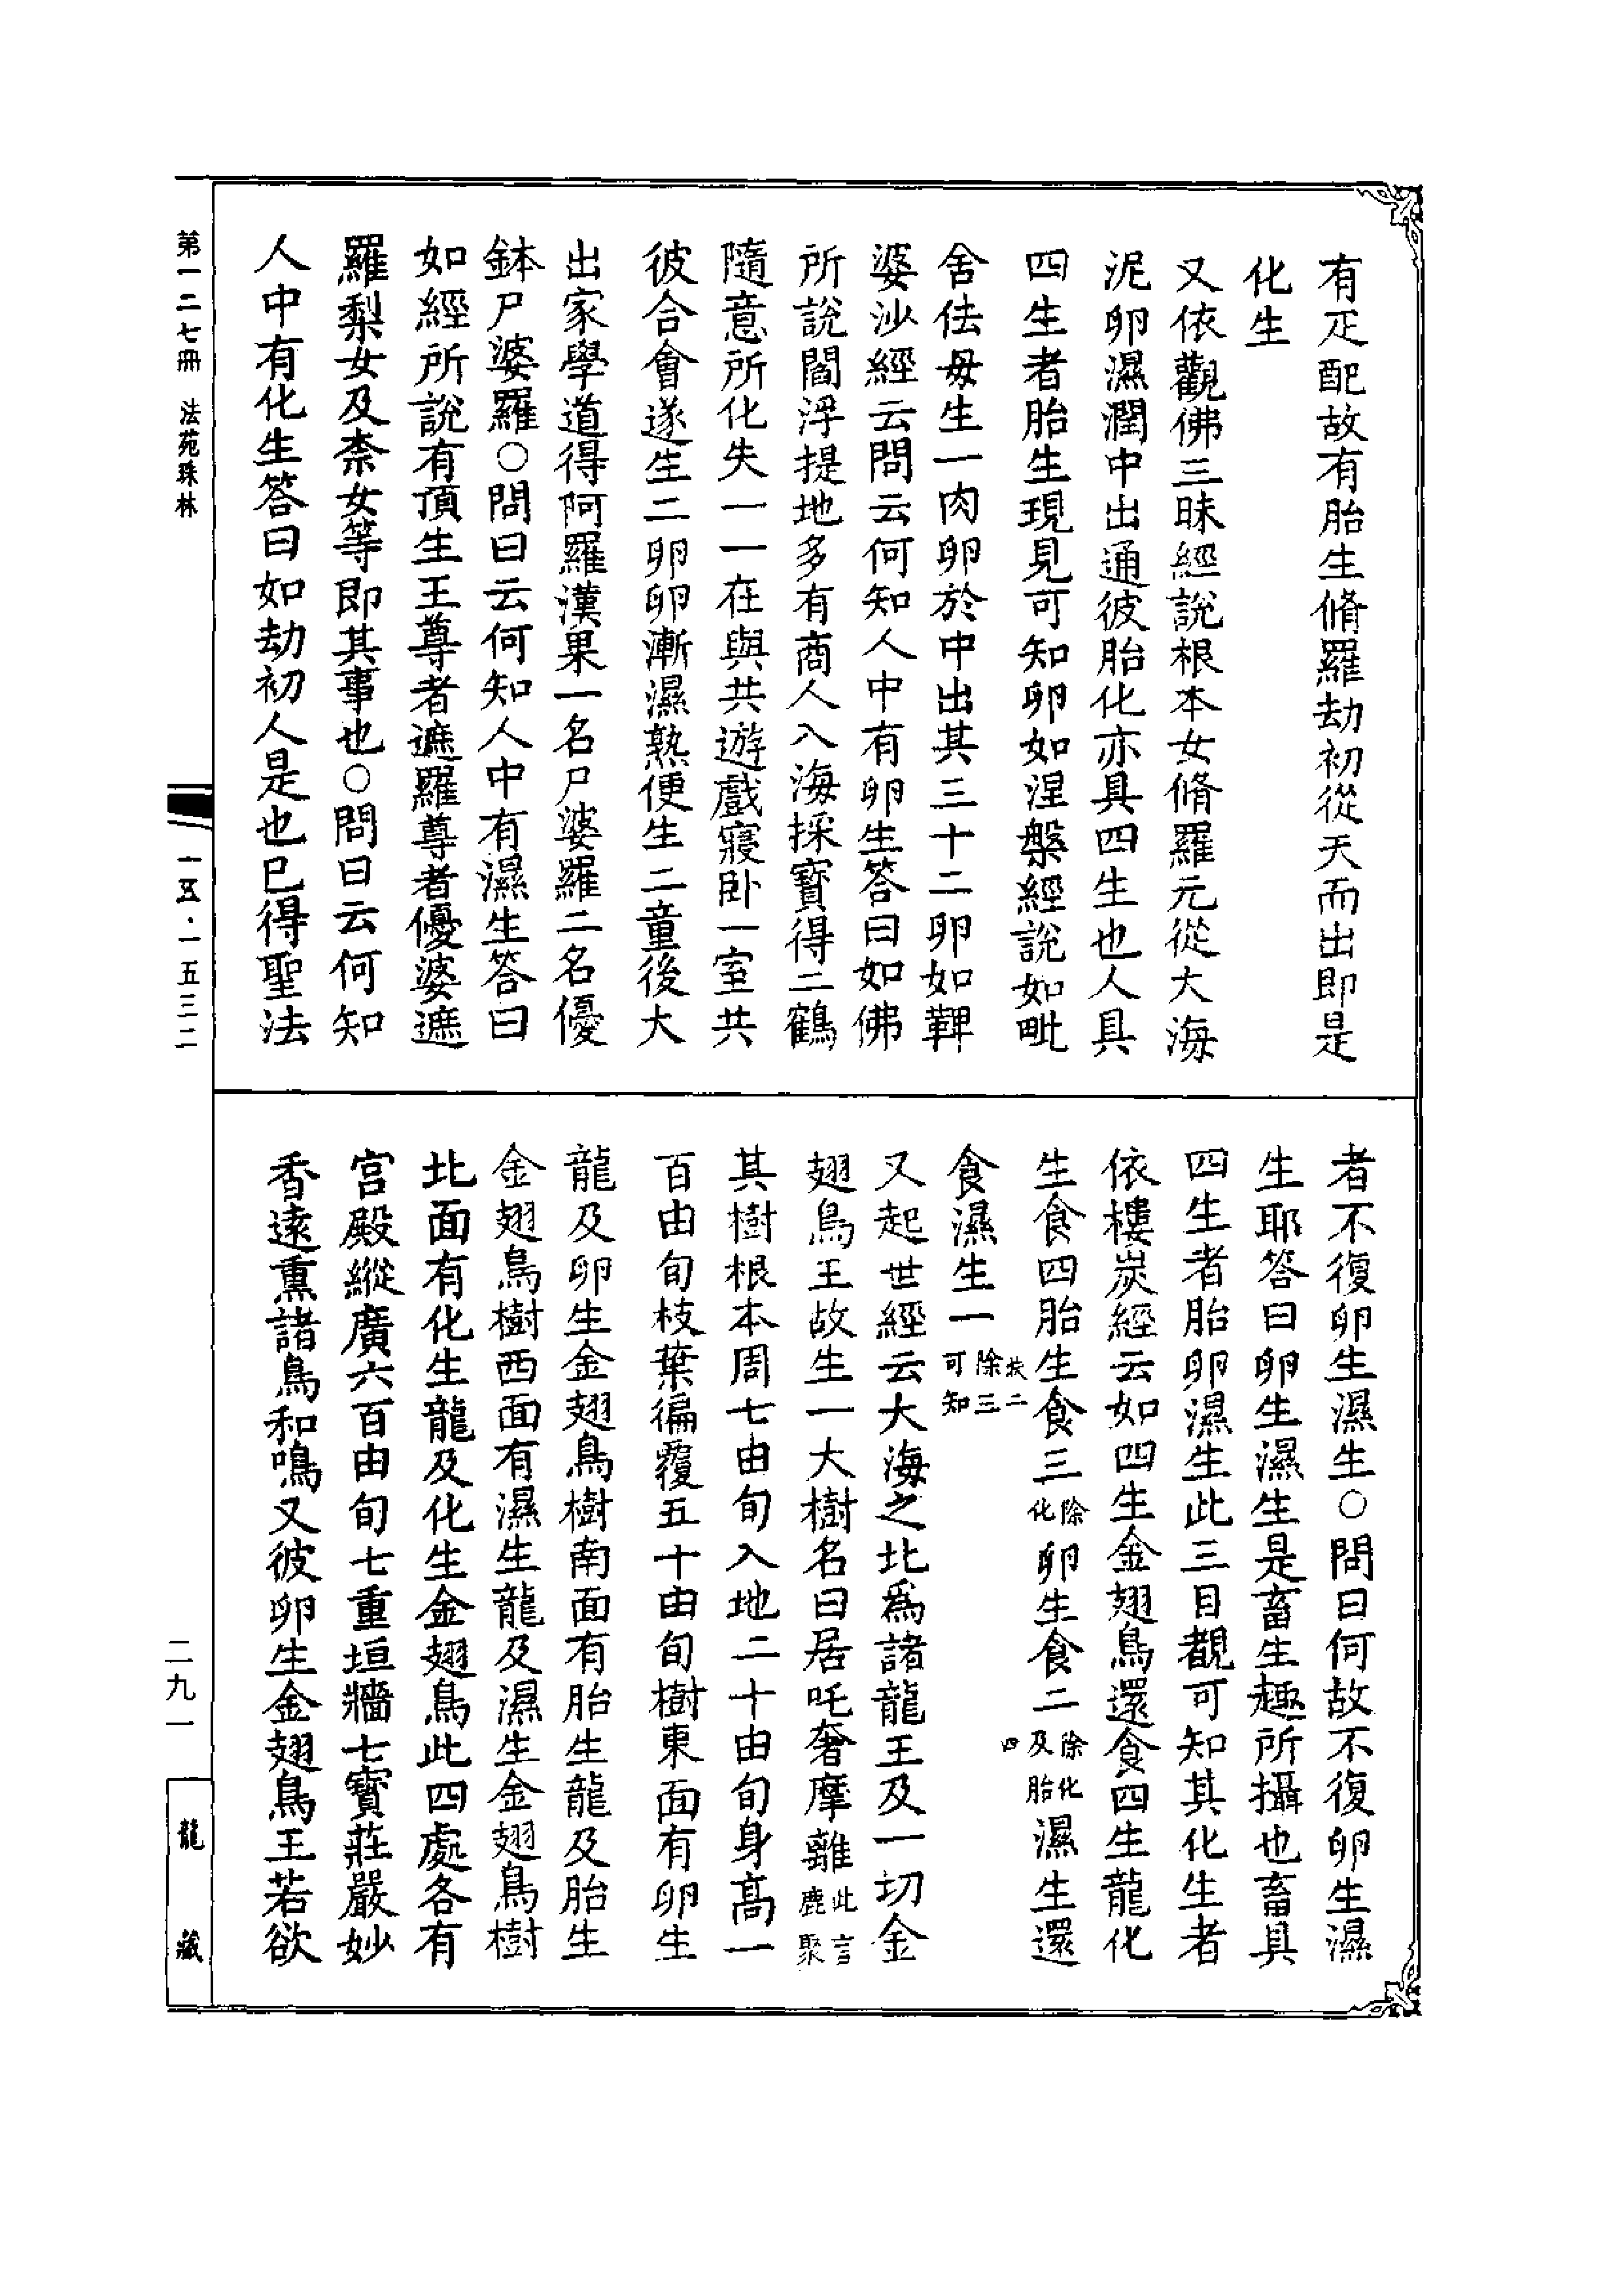 有疋配故有胎生脩羅劫初從天而出即是
化生
又依觀佛三昧經說根本女脩羅元從大海
泥卵濕潤中出通彼胎化亦具四生也人具
四生者胎生現見可知卵如涅槃經說如毗
舍佉毋生一肉卵於中出其三十二卵如鞞
婆沙經云問云何知人中有卵生答曰如佛
所說閻浮提地多有商人入海採寶得二鶴
隨意所化失一一在與共遊戲寢卧一室共
彼合會遂生二卵卵漸濕熟便生二童後大
出家學道得阿羅漢果一名尸婆羅二名優
鉢尸婆羅○問曰云何知人中有濕生答曰
如經所說有頂生王尊者遮羅尊者優婆遮
羅梨女及柰女等即其事也○問曰云何知
人中有化生答曰如劫初人是也巳得聖法
者不復卵生濕生○問曰何故不復卵生濕
生耶答曰卵生濕生是畜生趣所攝也畜具
四生者胎卵濕生此三目覩可知其化生者
依樓炭經云如四生金翅鳥還食四生龍化
生食四胎生食三除化卵生食二除化及胎濕生還
食濕生一除三可知
又起世經云大海之北爲諸龍王及一切金
翅鳥王故生一大樹名曰居吒奢摩離此言鹿聚
其樹根本周七由旬入地二十由旬身高一
百由旬枝葉徧覆五十由旬樹東面有卵生
龍及卵生金翅鳥樹南面有胎生龍及胎生
金翅鳥樹西面有濕生龍及濕生金翅鳥樹
北面有化生龍及化生金翅鳥此四處各有
宮殿縱廣六百由旬七重垣牆七寶莊嚴妙
香遠熏諸鳥和鳴又彼卵生金翅鳥王若欲
第一二七冊 法苑珠林
一五·一五三二
二九一
龍藏